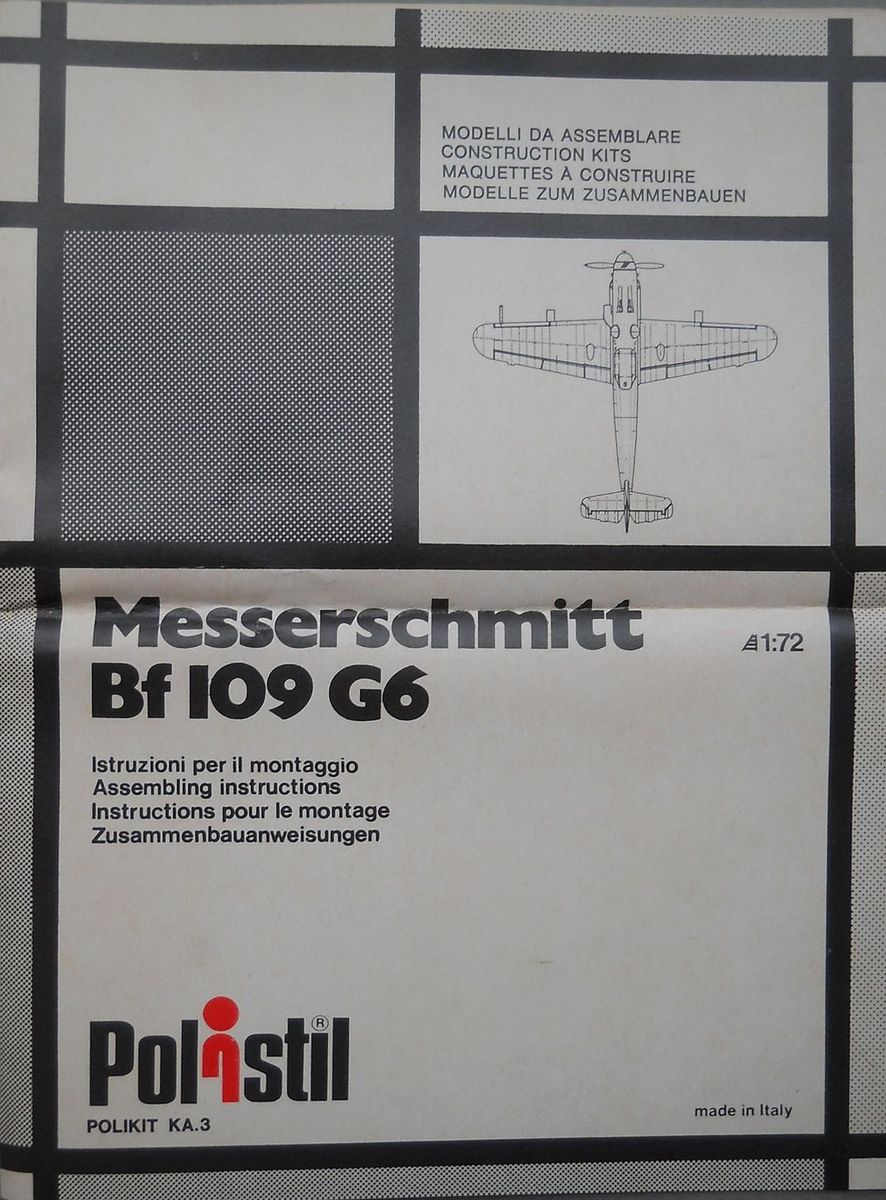 MODELLI DA ASSEMBLARE
CONSTRUCTION KITS
MAQUETTES À CONSTRUIRE
MODELLE ZUM ZUSAMMENBAUEN
Messerschmitt
1:72
Bf 109 G6
Istruzioni per il montaggio
Assembling instructions
Instructions pour le montage
Zusammenbauanweisungen
Polistil®
POLIKIT KA.3
made in Italy